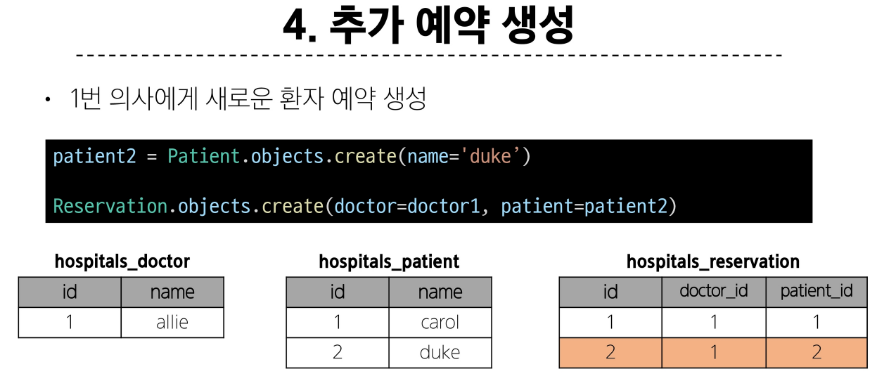 4. 추가 예약 생성
• 1번 의사에게 새로운 환자 예약 생성
patient2 = Patient.objects.create(name='duke’)
Reservation.objects.create(doctor=doctor1, patient=patient2)
hospitals_doctor
id name
1 allie
hospitals_patient
id name
1 carol
2 duke
hospitals_reservation
id doctor_id patient_id
1 1 1
2 1 2